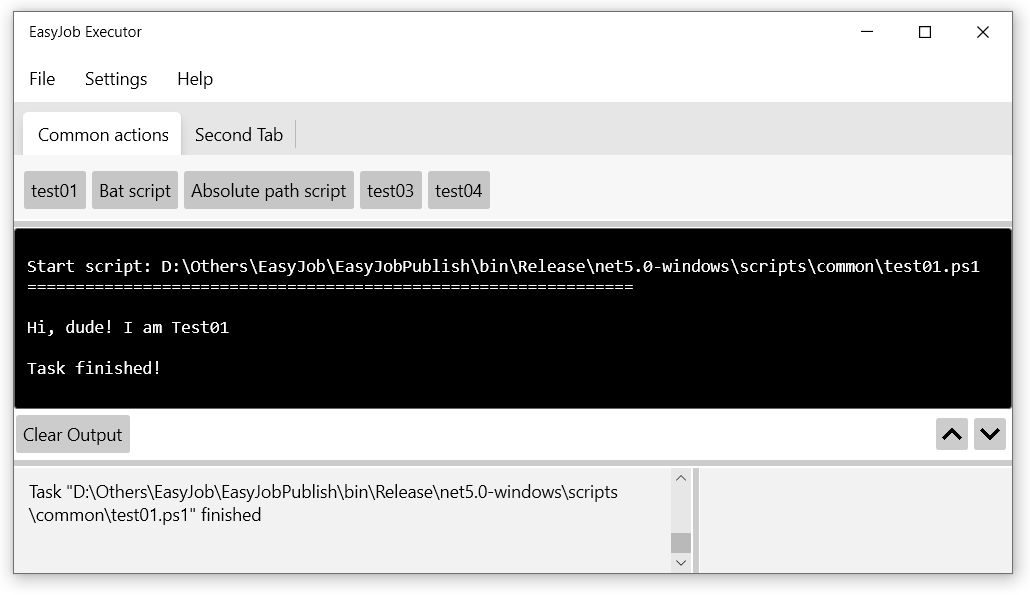 EasyJob Executor
File Settings Help
Common actions Second Tab
test01 Bat script Absolute path script test03 test04
Start script: D:\Others\EasyJob\EasyJobPublish\bin\Release\net5.0-windows\scripts\common\test01.ps1
===============================================================
Hi, dude! I am Test01
Task finished!
Clear Output
Task "D:\Others\EasyJob\EasyJobPublish\bin\Release\net5.0-windows\scripts
\common\test01.ps1" finished